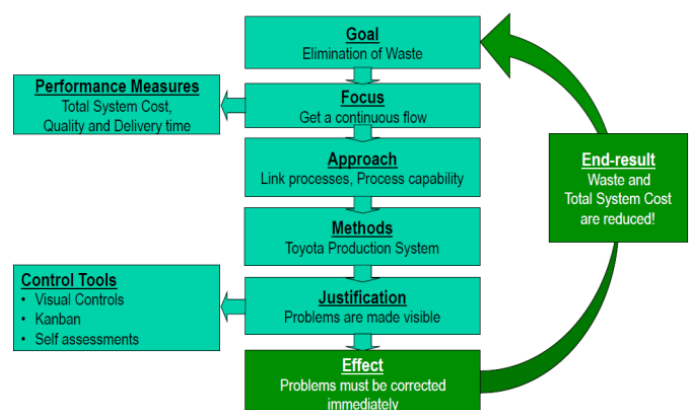 Goal
Elimination of Waste
Performance Measures
Total System Cost,
Quality and Delivery time
Focus
Get a continuous flow
Approach
Link processes, Process capability
End-result
Waste and
Total System Cost
are reduced!
Methods
Toyota Production System
Control Tools
• Visual Controls
• Kanban
• Self assessments
Justification
Problems are made visible
Effect
Problems must be corrected
immediately